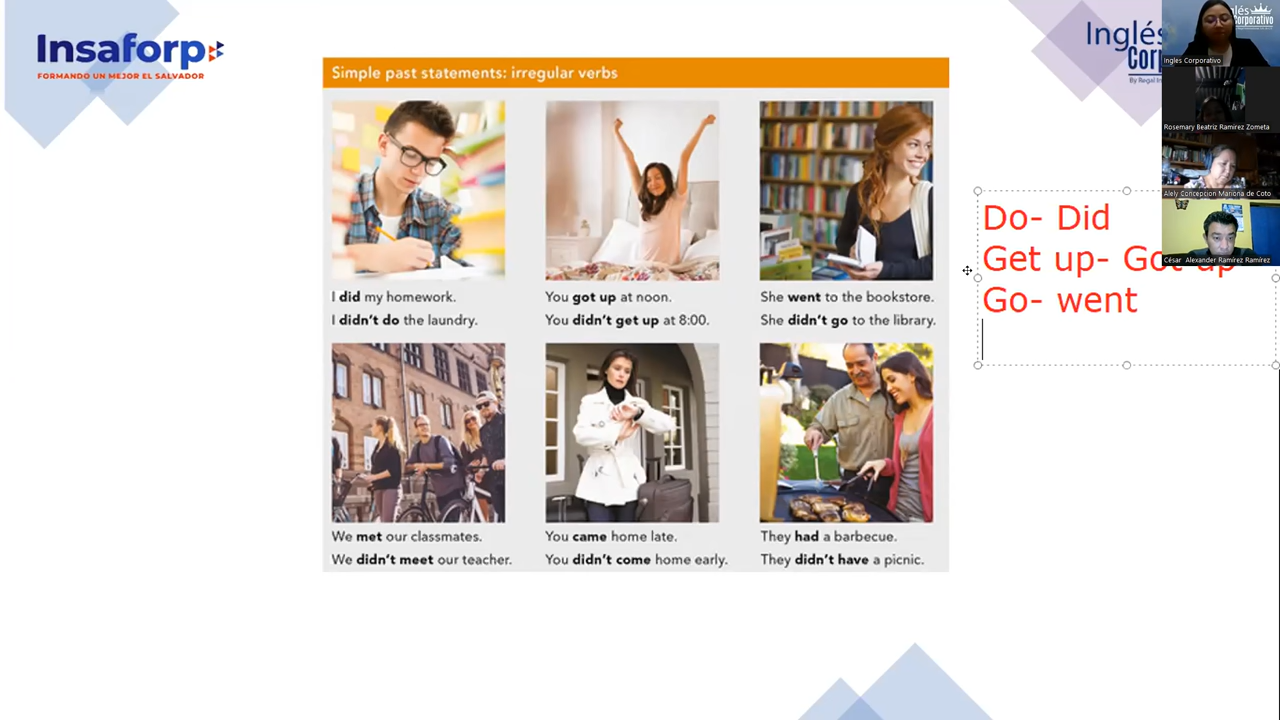 Insaforp
FORMANDO UN MEJOR EL SALVADOR
Simple past statements: irregular verbs
I did my homework.
I didn't do the laundry.
You got up at noon.
You didn't get up at 8:00.
She went to the bookstore.
She didn't go to the library.
We met our classmates.
We didn't meet our teacher.
You came home late.
You didn't come home early.
They had a barbecue.
They didn't have a picnic.
Do- Did
Get up- Got up
Go- went
Inglés
By Regal
Inglés
Corporativo
Ingles Corporativo
Rosemary Beatriz Ramirez Zometa
Alely Concepcion Mariona de Coto
César Alexander Ramírez Ramírez